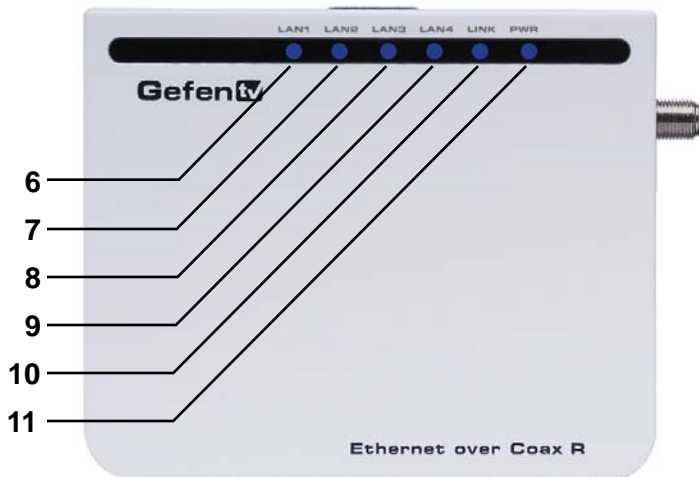 LAN1 LAN2 LAN3 LAN4 LINK PWR
Gefen tv
6
7
8
9
10
11
Ethernet over Coax R